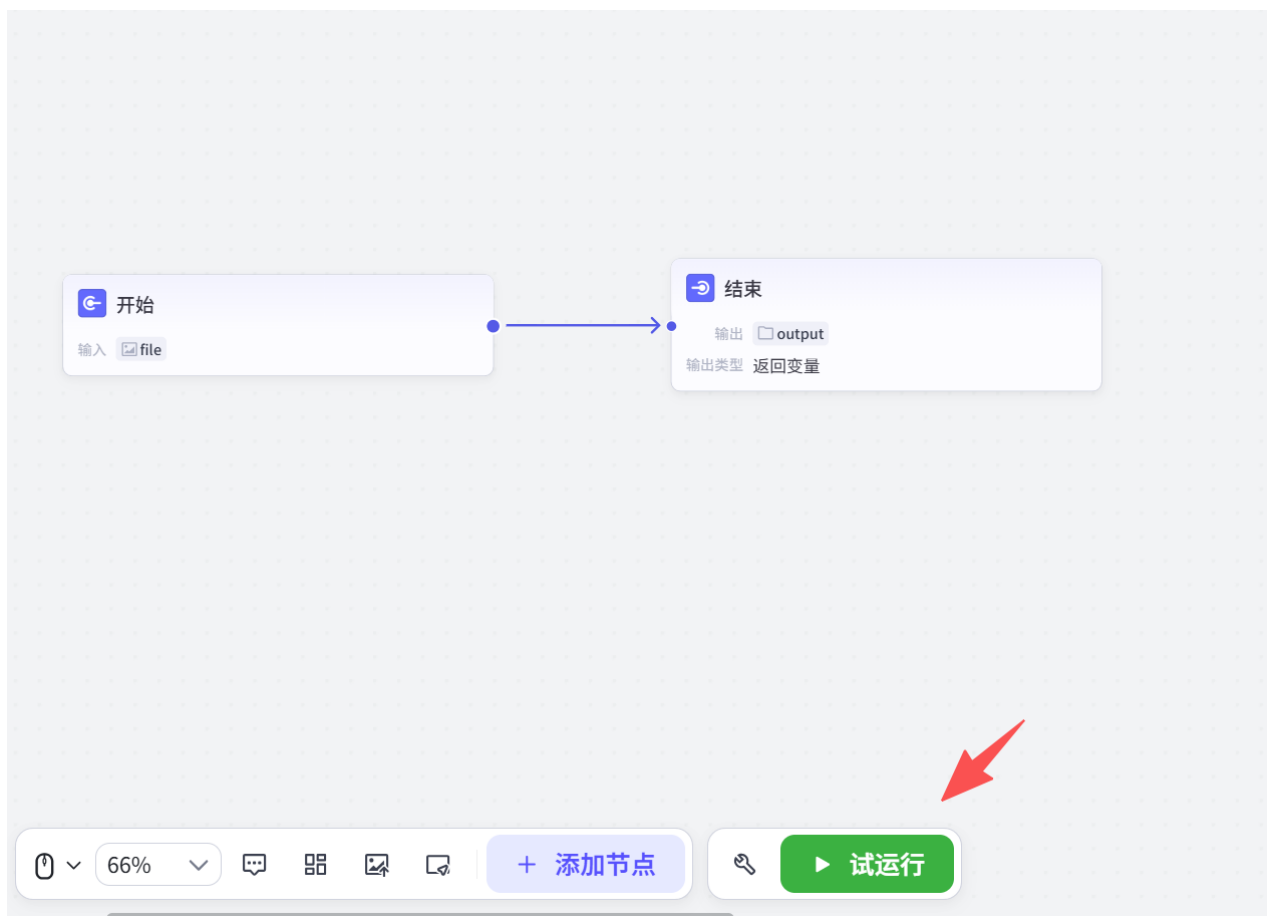 开始
输入 file
结束
输出 output
输出类型 返回变量
66%
+ 添加节点
试运行